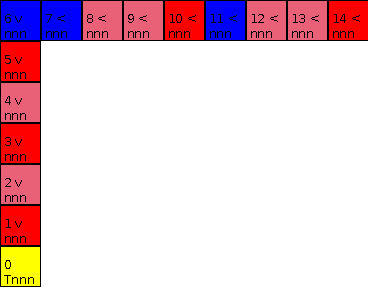 6 v
nnn
7 <
nnn
8 <
nnn
9 <
nnn
10 <
nnn
11 <
nnn
12 <
nnn
13 <
nnn
14 <
nnn
5 v
nnn
4 v
nnn
3 v
nnn
2 v
nnn
1 v
nnn
0
Tnnn